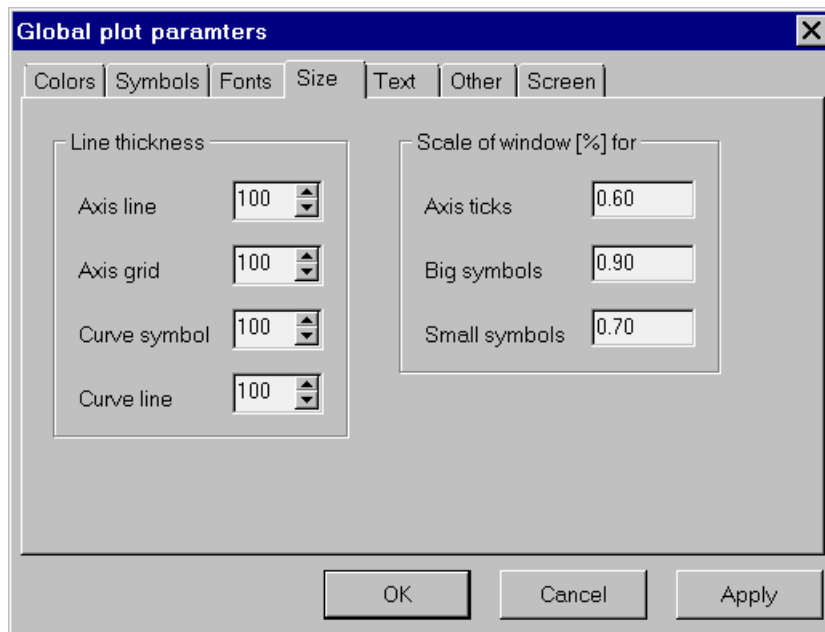 Global plot paramters
Colors Symbols Fonts Size Text Other Screen
Line thickness
Axis line 100
Axis grid 100
Curve symbol 100
Curve line 100
Scale of window [%] for
Axis ticks 0.60
Big symbols 0.90
Small symbols 0.70
OK Cancel Apply